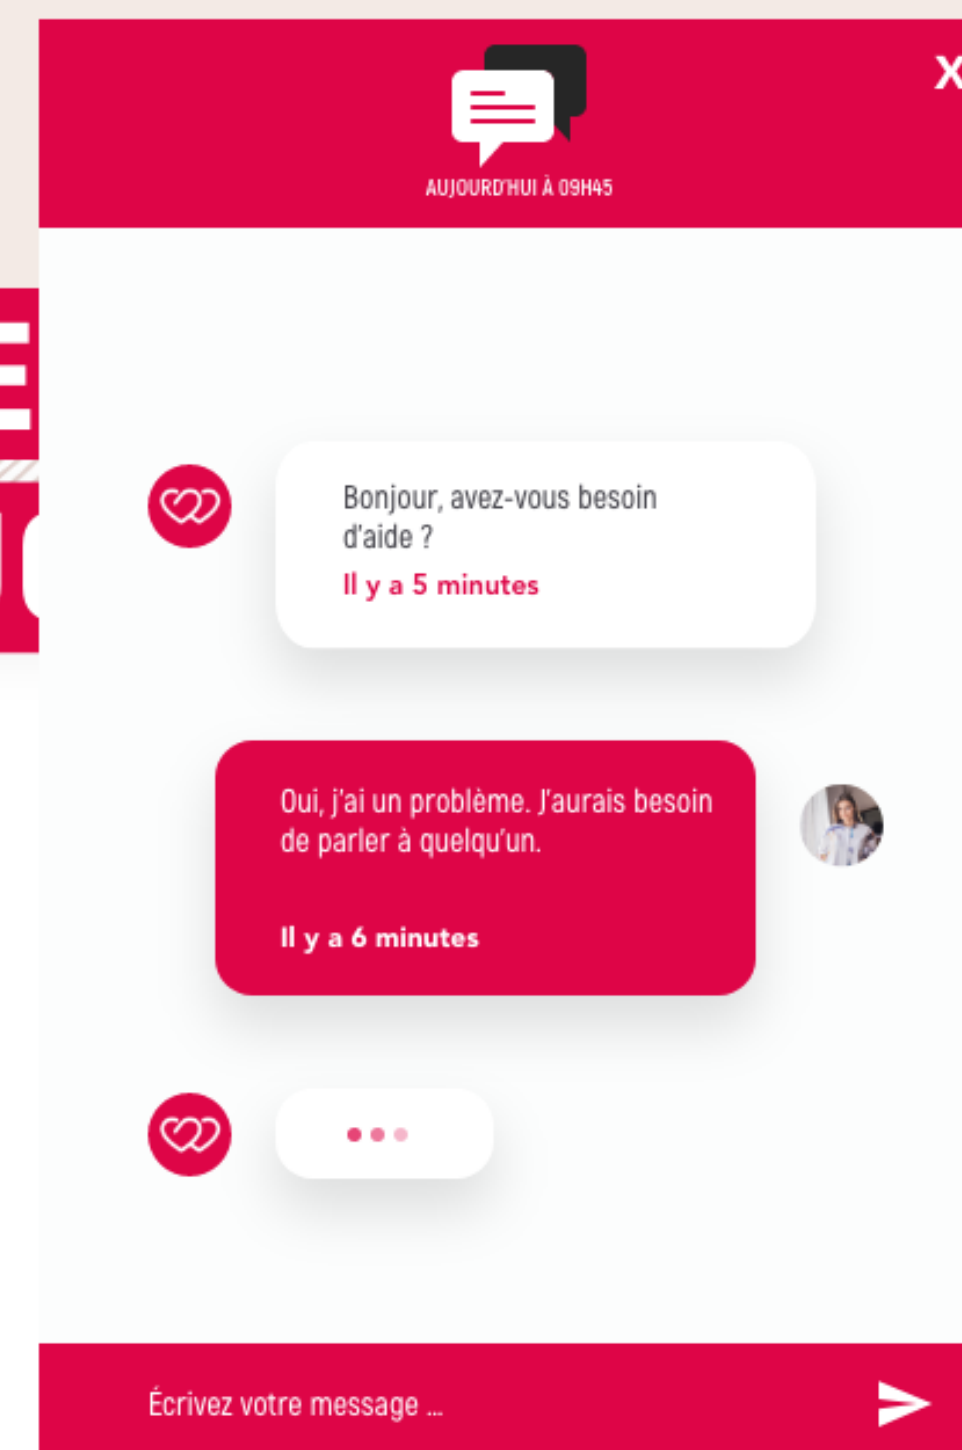 X
AUJOURD'HUI À 09H45
E
Bonjour, avez-vous besoin
d'aide ?
Il y a 5 minutes
Oui, j'ai un problème. J'aurais besoin
de parler à quelqu'un.
Il y a 6 minutes
Écrivez votre message ...